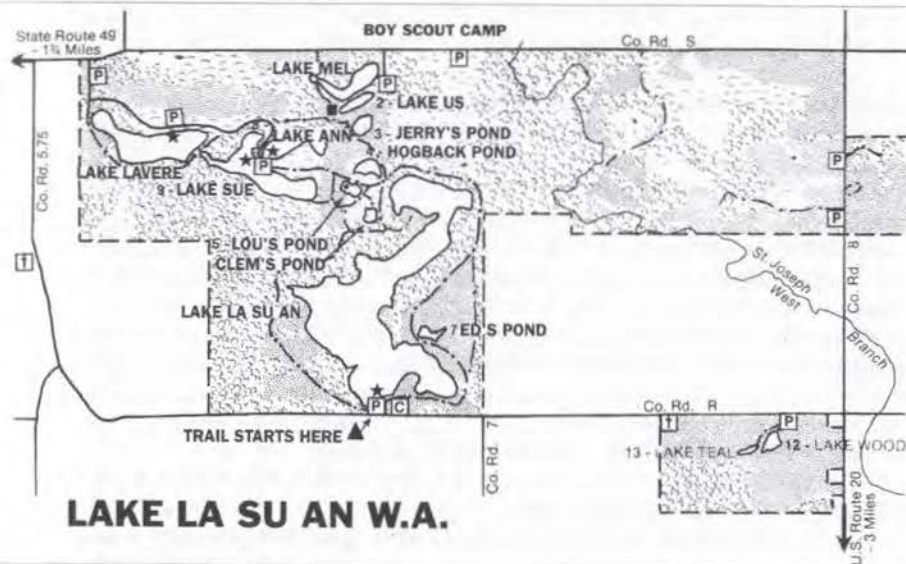 BOY SCOUT CAMP
Co. Rd. S
State Route 49
- 1¾ Miles
P
P
P
LAKE MEL
2 - LAKE US
P
LAKE ANN
3 - JERRY'S POND
4 - HOGBACK POND
P
P
LAKE LAVERE
9 - LAKE SUE
Co. Rd. 5.75
P
5 - LOU'S POND
CLEM'S POND
St. Joseph
West
Branch
Co. Rd. 8
LAKE LA SU AN
7 ED'S POND
P
C
Co. Rd. R
TRAIL STARTS HERE
Co. Rd. 7
P
13 - LAKE TEAL
12 - LAKE WOOD
LAKE LA SU AN W.A.
U.S. Route 20
- 3 Miles